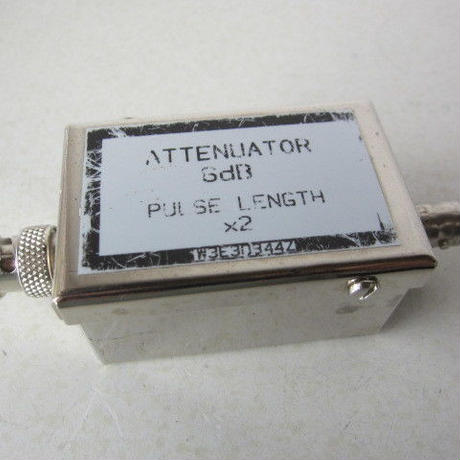 ATTENUATOR
6dB
PULSE LENGTH
x2